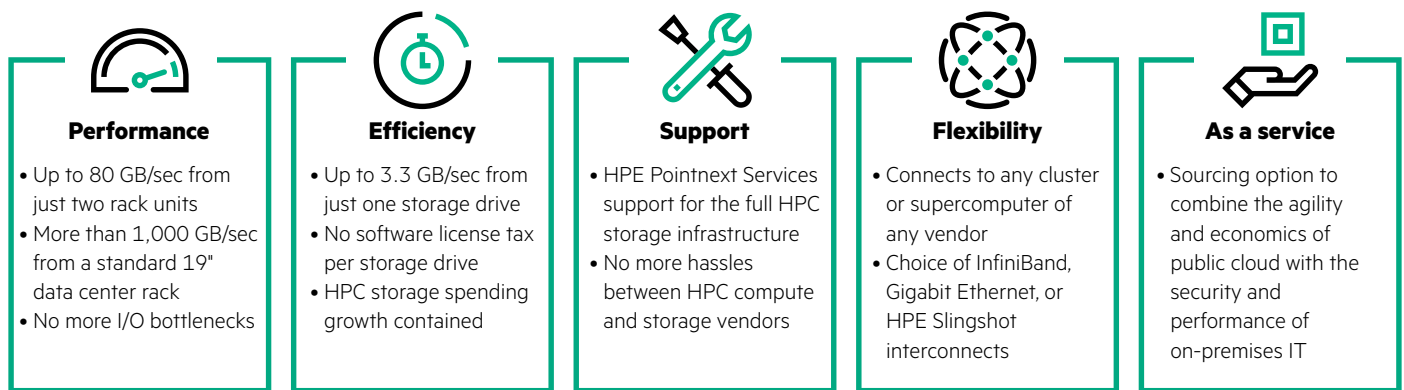 Performance
• Up to 80 GB/sec from
just two rack units
• More than 1,000 GB/sec
from a standard 19"
data center rack
• No more I/O bottlenecks
Efficiency
• Up to 3.3 GB/sec from
just one storage drive
• No software license tax
per storage drive
• HPC storage spending
growth contained
Support
• HPE Pointnext Services
support for the full HPC
storage infrastructure
• No more hassles
between HPC compute
and storage vendors
Flexibility
• Connects to any cluster
or supercomputer of
any vendor
• Choice of InfiniBand,
Gigabit Ethernet, or
HPE Slingshot
interconnects
As a service
• Sourcing option to
combine the agility
and economics of
public cloud with the
security and
performance of
on-premises IT